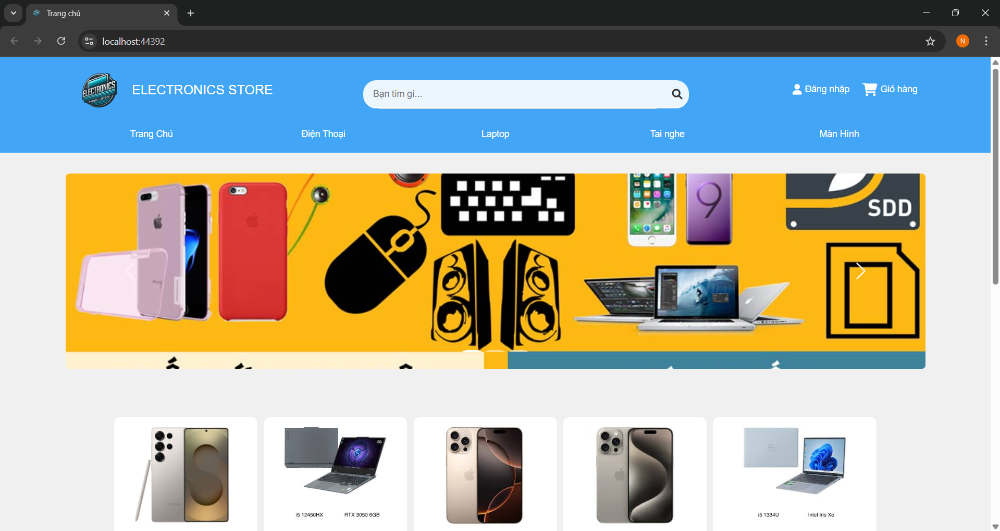 Trang chủ
localhost:44392
N
ELECTRONICS
PHONES - LAPTOPS
ELECTRONICS STORE
Bạn tìm gì...
Đăng nhập
Giỏ hàng
Trang Chủ
Điện Thoại
Laptop
Tai nghe
Màn Hình
9
SDD
i5 12450HX
RTX 3050 6GB
i5 1334U
Intel Iris Xe